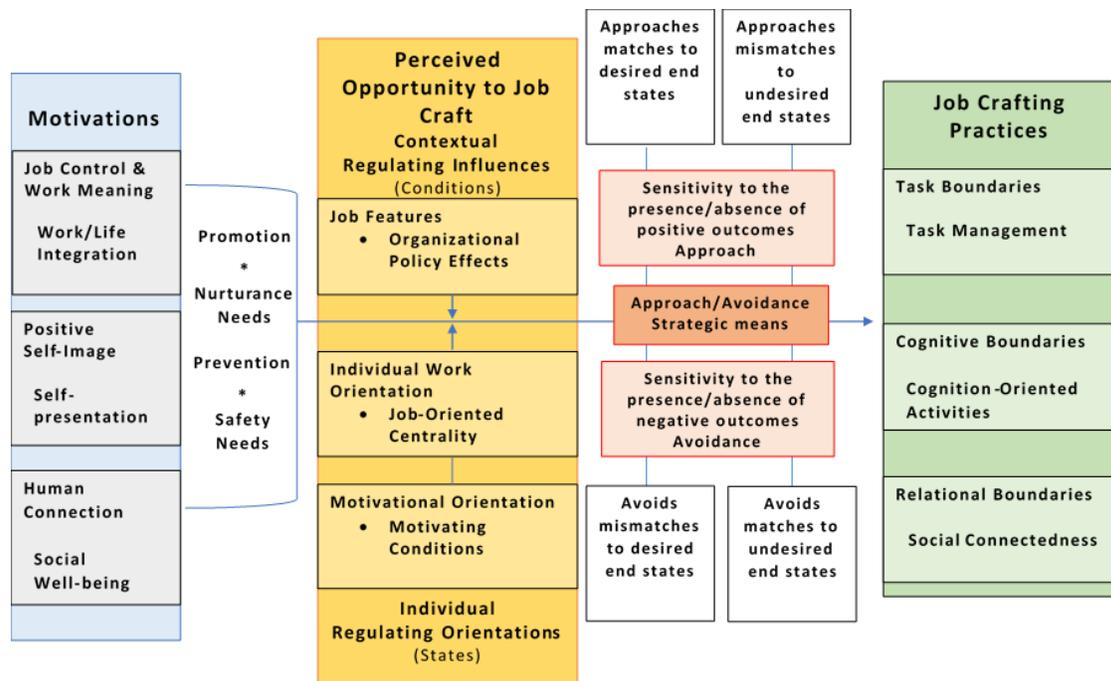 Motivations
Job Control &
Work Meaning
Work/Life
Integration
Positive
Self-Image
Self-
presentation
Human
Connection
Social
Well-being
Promotion
*
Nurturance
Needs
Prevention
*
Safety
Needs
Perceived
Opportunity to Job
Craft
Contextual
Regulating Influences
(Conditions)
Job Features
• Organizational
Policy Effects
Individual Work
Orientation
• Job-Oriented
Centrality
Motivational Orientation
• Motivating
Conditions
Individual
Regulating Orientations
(States)
Approaches
matches to
desired end
states
Approaches
mismatches
to
undesired
end states
Sensitivity to the
presence/absence of
positive outcomes
Approach
Approach/Avoidance
Strategic means
Sensitivity to the
presence/absence of
negative outcomes
Avoidance
Avoids
mismatches
to desired
end states
Avoids
matches to
undesired
end states
Job Crafting
Practices
Task Boundaries
Task Management
Cognitive Boundaries
Cognition-Oriented
Activities
Relational Boundaries
Social Connectedness